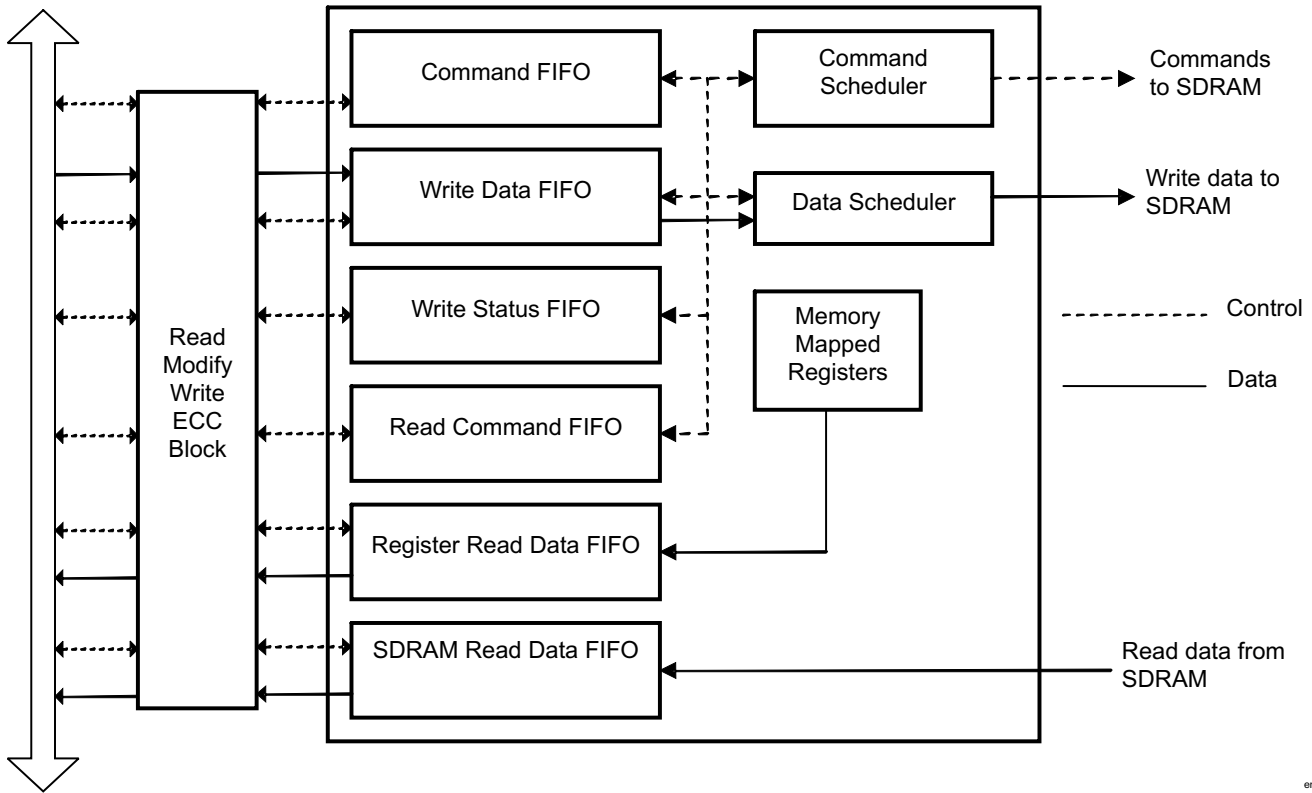 Command FIFO
Command
Scheduler
Commands
to SDRAM
Write Data FIFO
Data Scheduler
Write data to
SDRAM
Write Status FIFO
Memory
Mapped
Registers
Control
Data
Read
Modify
Write
ECC
Block
Read Command FIFO
Register Read Data FIFO
SDRAM Read Data FIFO
Read data from
SDRAM